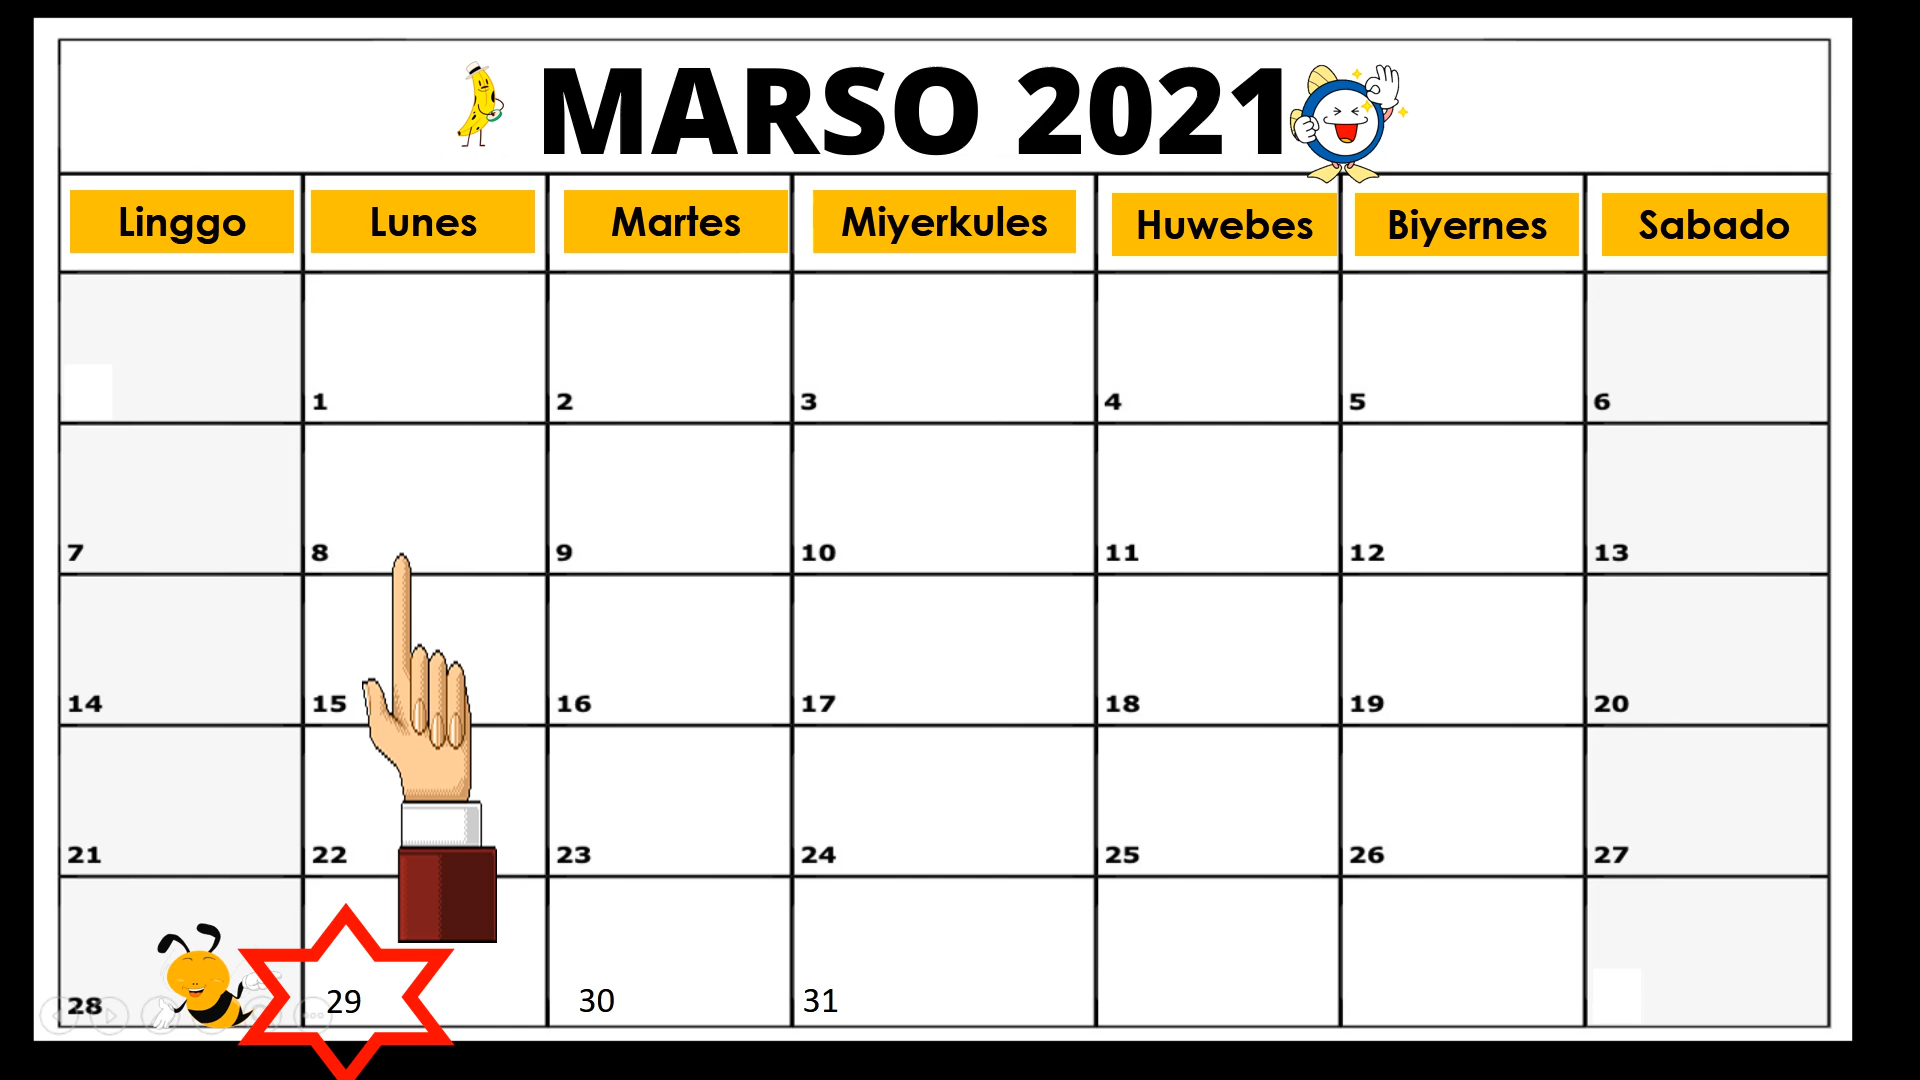 MARSO 2021
Linggo Lunes Martes Miyerkules Huwebes Biyernes Sabado
1 2 3 4 5 6
7 8 9 10 11 12 13
14 15 16 17 18 19 20
21 22 23 24 25 26 27
28 29 30 31